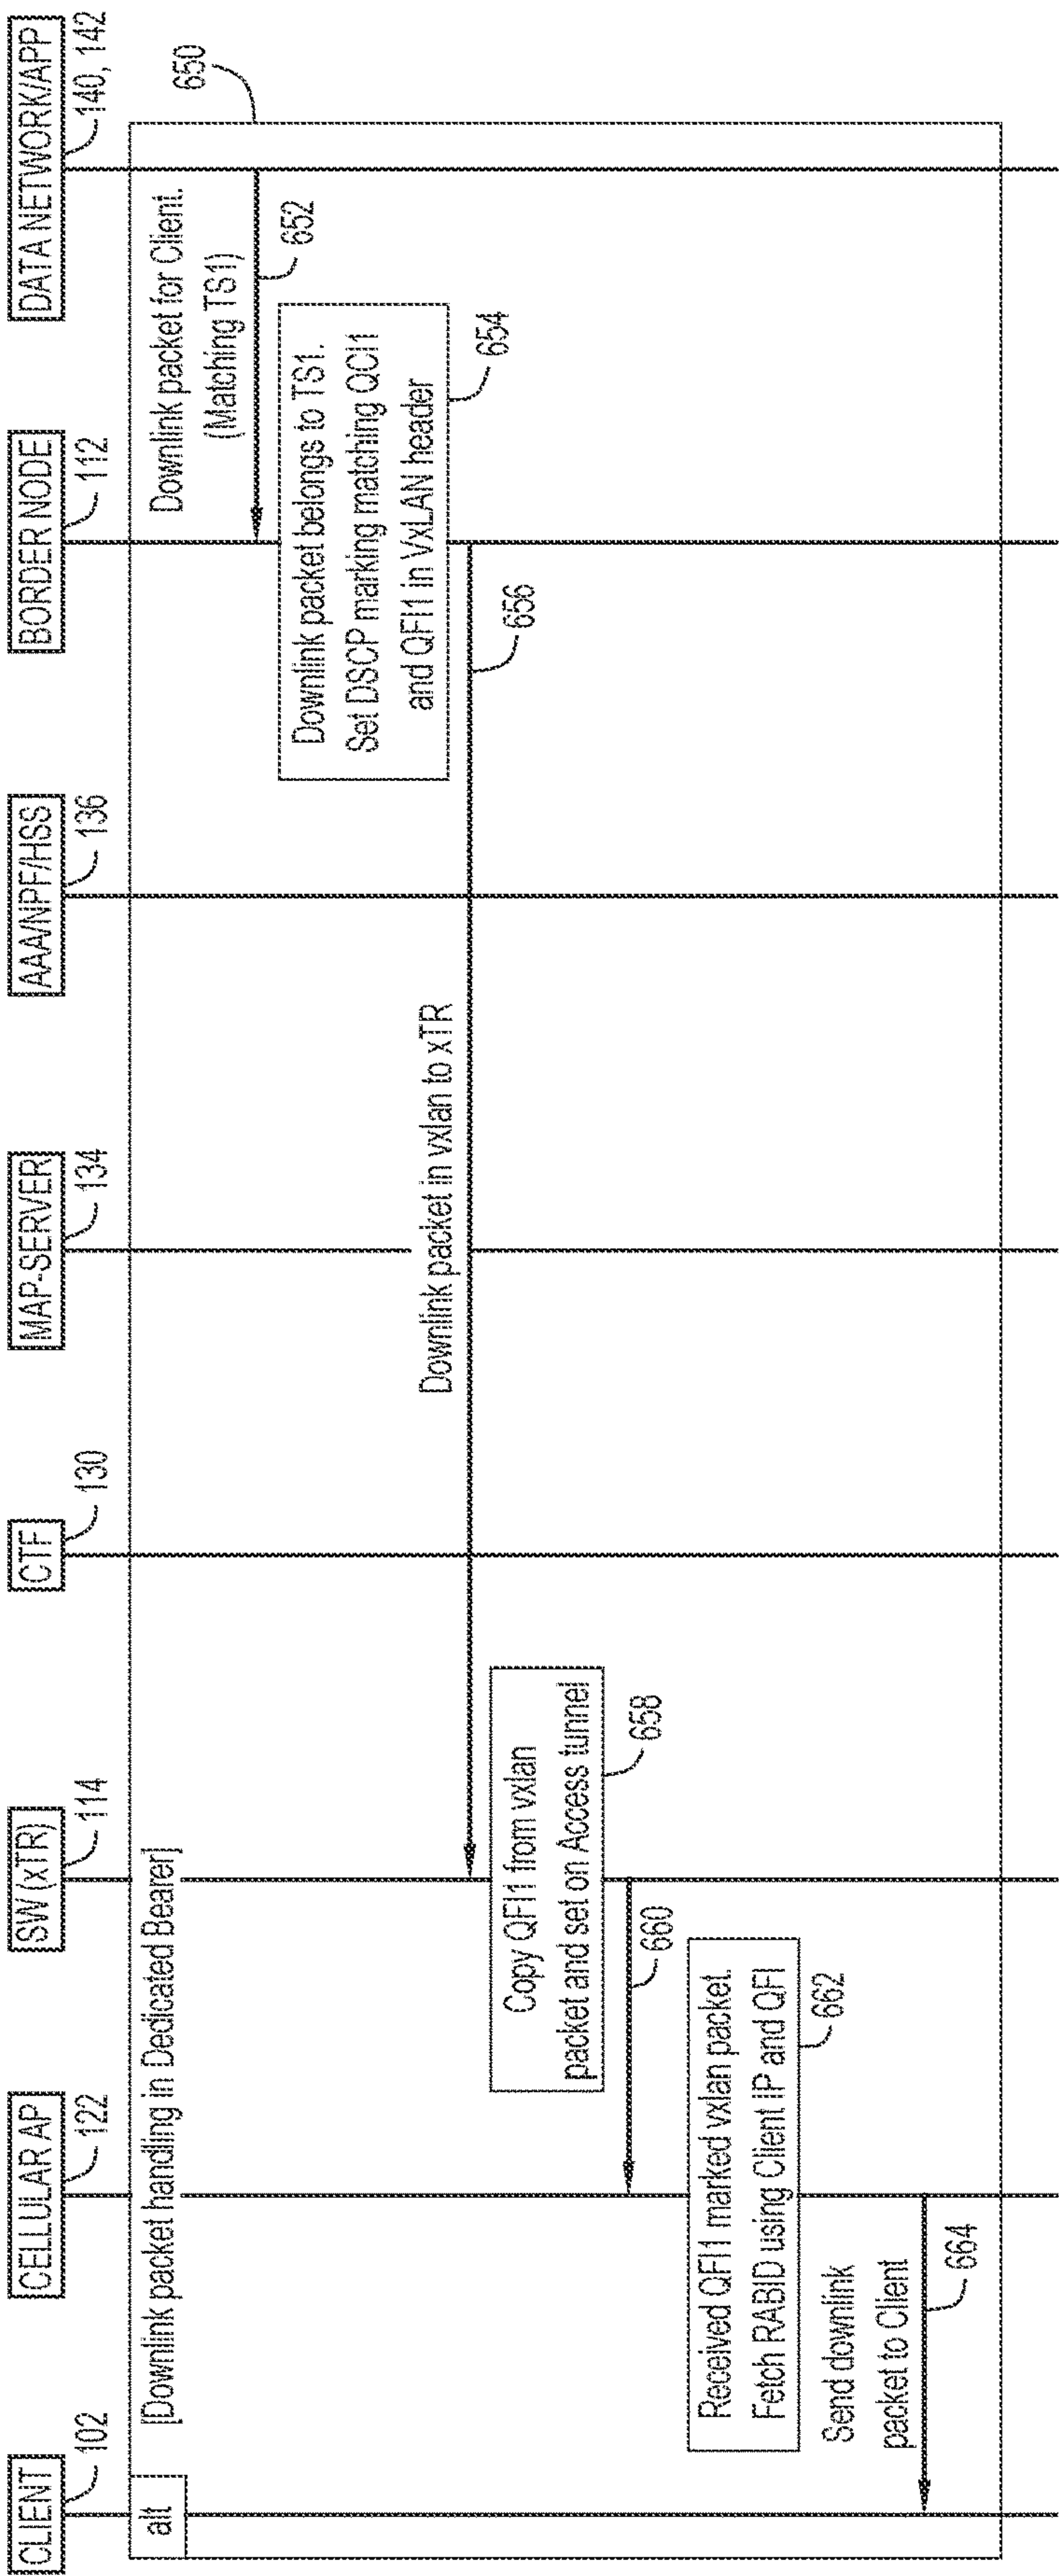 CLIENT
102
CELLULAR AP
122
SW (xTR)
114
CTF
130
MAP-SERVER
134
AAA/NPF/HSS
136
BORDER NODE
112
DATA NETWORK/APP
140, 142
alt
[Downlink packet handling in Dedicated Bearer]
650
Downlink packet for Client.
(Matching TS1)
652
Downlink packet belongs to TS1.
Set DSCP marking matching QCI1
and QFI1 in VxLAN header
654
Downlink packet in vxlan to xTR
656
Copy QFI1 from vxlan
packet and set on Access tunnel
658
660
Received QFI1 marked vxlan packet.
Fetch RABID using Client IP and QFI
662
Send downlink
packet to Client
664